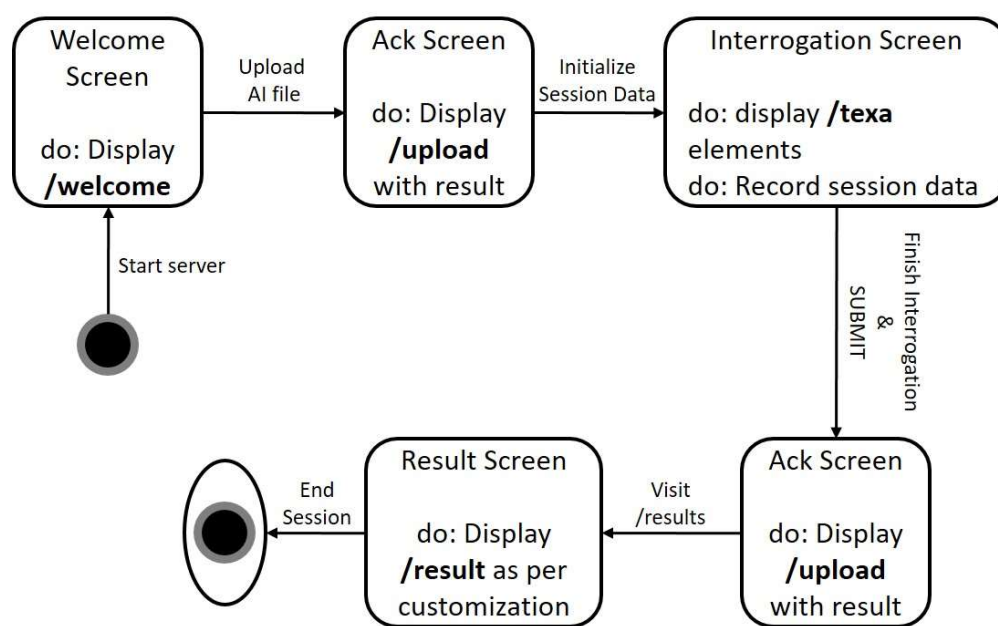 Welcome
Screen
do: Display
/welcome
Upload
AI file
Ack Screen
do: Display
/upload
with result
Initialize
Session Data
Interrogation Screen
do: display /texa
elements
do: Record session data
Start server
Finish Interrogation
&
SUBMIT
Ack Screen
do: Display
/upload
with result
Visit
/results
Result Screen
do: Display
/result as per
customization
End
Session